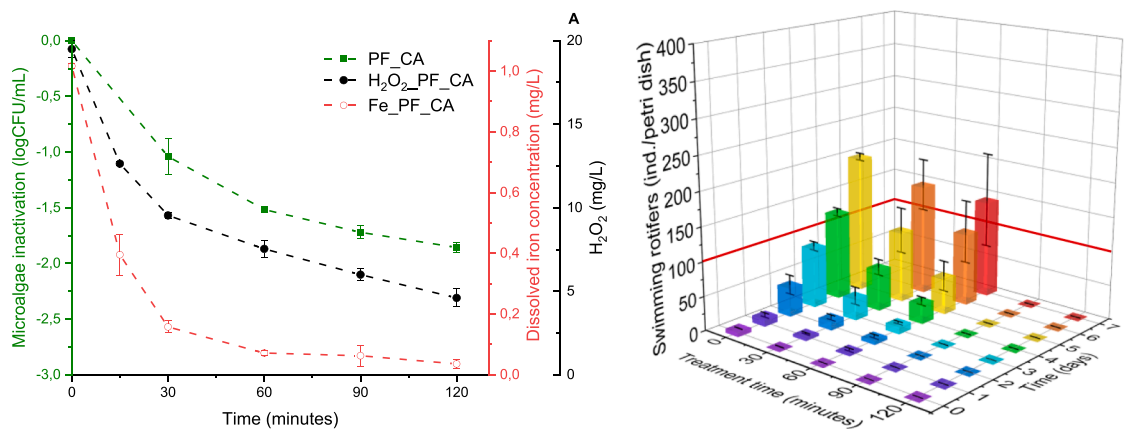 A
PF_CA
H₂O₂_PF_CA
Fe_PF_CA
Microalgae inactivation (logCFU/mL)
0,0
-0,5
-1,0
-1,5
-2,0
-2,5
-3,0
0 30 60 90 120
Time (minutes)
Dissolved iron concentration (mg/L)
1,0
0,8
0,6
0,4
0,2
0,0
H₂O₂ (mg/L)
20
15
10
5
0
Swimming rotifers (ind./petri dish)
400
350
300
250
200
150
100
50
0
0 30 60 90 120
Treatment time (minutes)
0 1 2 3 4 5 6 7
Time (days)